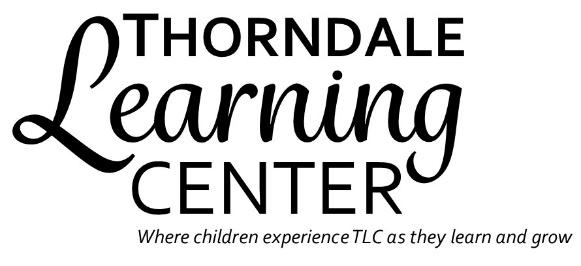 THORNDALE
Learning
CENTER
Where children experience TLC as they learn and grow